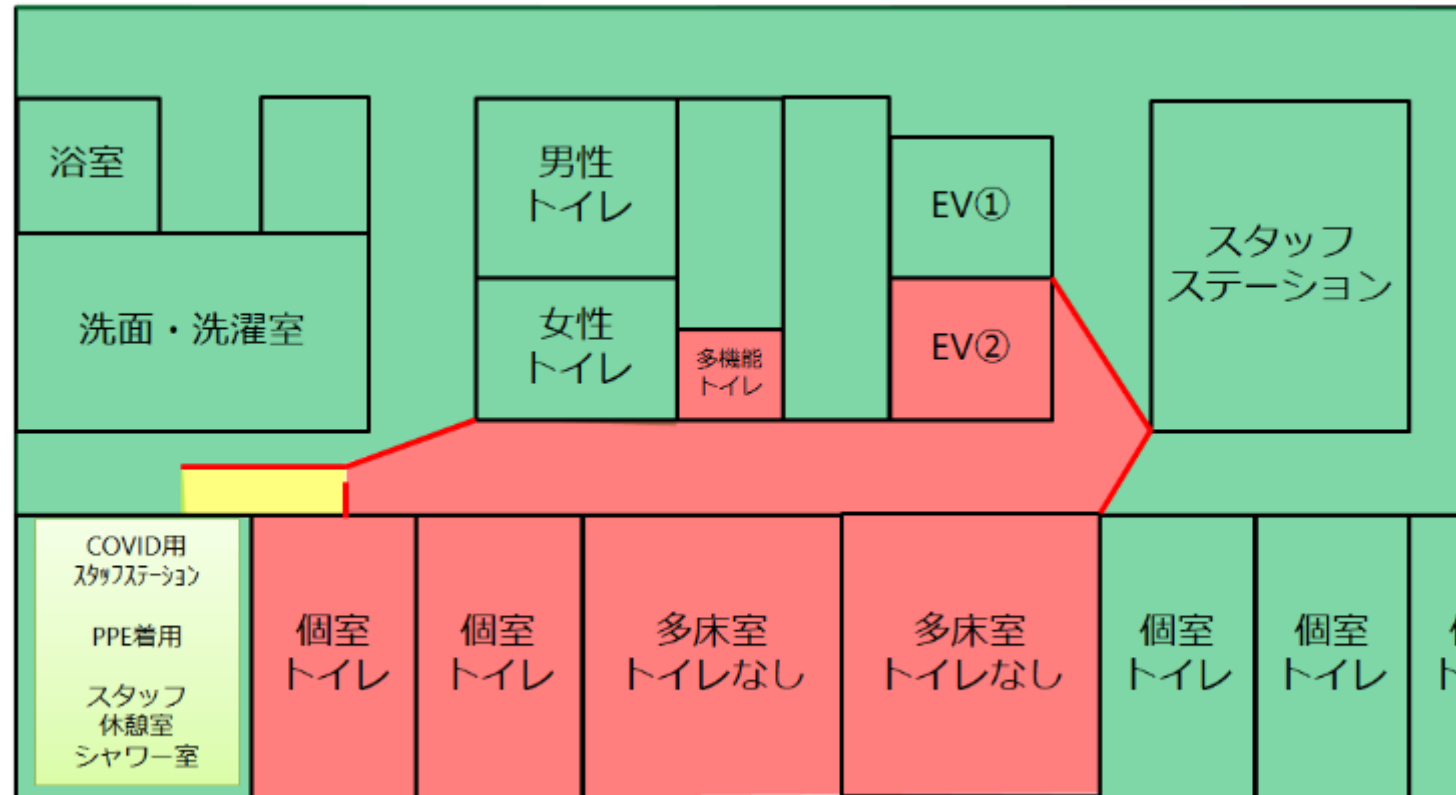 浴室
洗面・洗濯室
男性
トイレ
女性
トイレ
多機能
トイレ
EV①
EV②
スタッフ
ステーション
COVID用
ｽﾀｯﾌｽﾃｰｼｮﾝ
PPE着用
スタッフ
休憩室
シャワー室
個室
トイレ
個室
トイレ
多床室
トイレなし
多床室
トイレなし
個室
トイレ
個室
トイレ